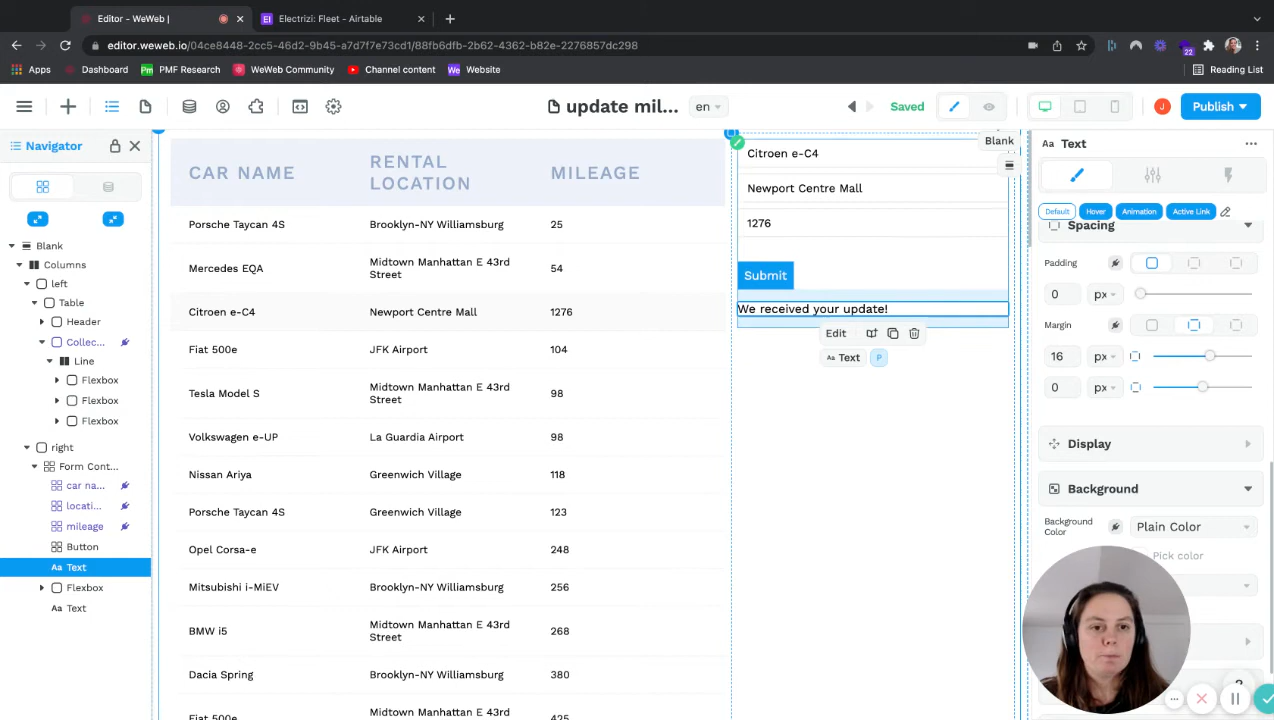 Editor - WeWeb |
Electrizi: Fleet - Airtable
editor.weweb.io/04ce8448-2cc5-46d2-9b45-a7d7f7e73cd1/88fb6dfb-2b62-4362-b82e-2276857dc298
22
Apps
Dashboard
Pm PMF Research
WeWeb Community
Channel content
We Website
Reading List
update mil...
en
Saved
J
Publish
Navigator
Blank
Columns
left
Table
Header
Collec...
Line
Flexbox
Flexbox
Flexbox
right
Form Cont...
car na...
locati...
mileage
Button
Aa Text
Flexbox
Aa Text
CAR NAME
RENTAL LOCATION
MILEAGE
Porsche Taycan 4S
Brooklyn-NY Williamsburg
25
Mercedes EQA
Midtown Manhattan E 43rd Street
54
Citroen e-C4
Newport Centre Mall
1276
Fiat 500e
JFK Airport
104
Tesla Model S
Midtown Manhattan E 43rd Street
98
Volkswagen e-UP
La Guardia Airport
98
Nissan Ariya
Greenwich Village
118
Porsche Taycan 4S
Greenwich Village
123
Opel Corsa-e
JFK Airport
248
Mitsubishi i-MiEV
Brooklyn-NY Williamsburg
256
BMW i5
Midtown Manhattan E 43rd Street
268
Dacia Spring
Brooklyn-NY Williamsburg
380
Fiat 500e
Midtown Manhattan E 43rd
425
Blank
Citroen e-C4
Newport Centre Mall
1276
Submit
We received your update!
Edit
Aa Text
P
Aa Text
Default
Hover
Animation
Active Link
Spacing
Padding
0
px
Margin
16
px
0
px
Display
Background
Background Color
Plain Color
Pick color
?